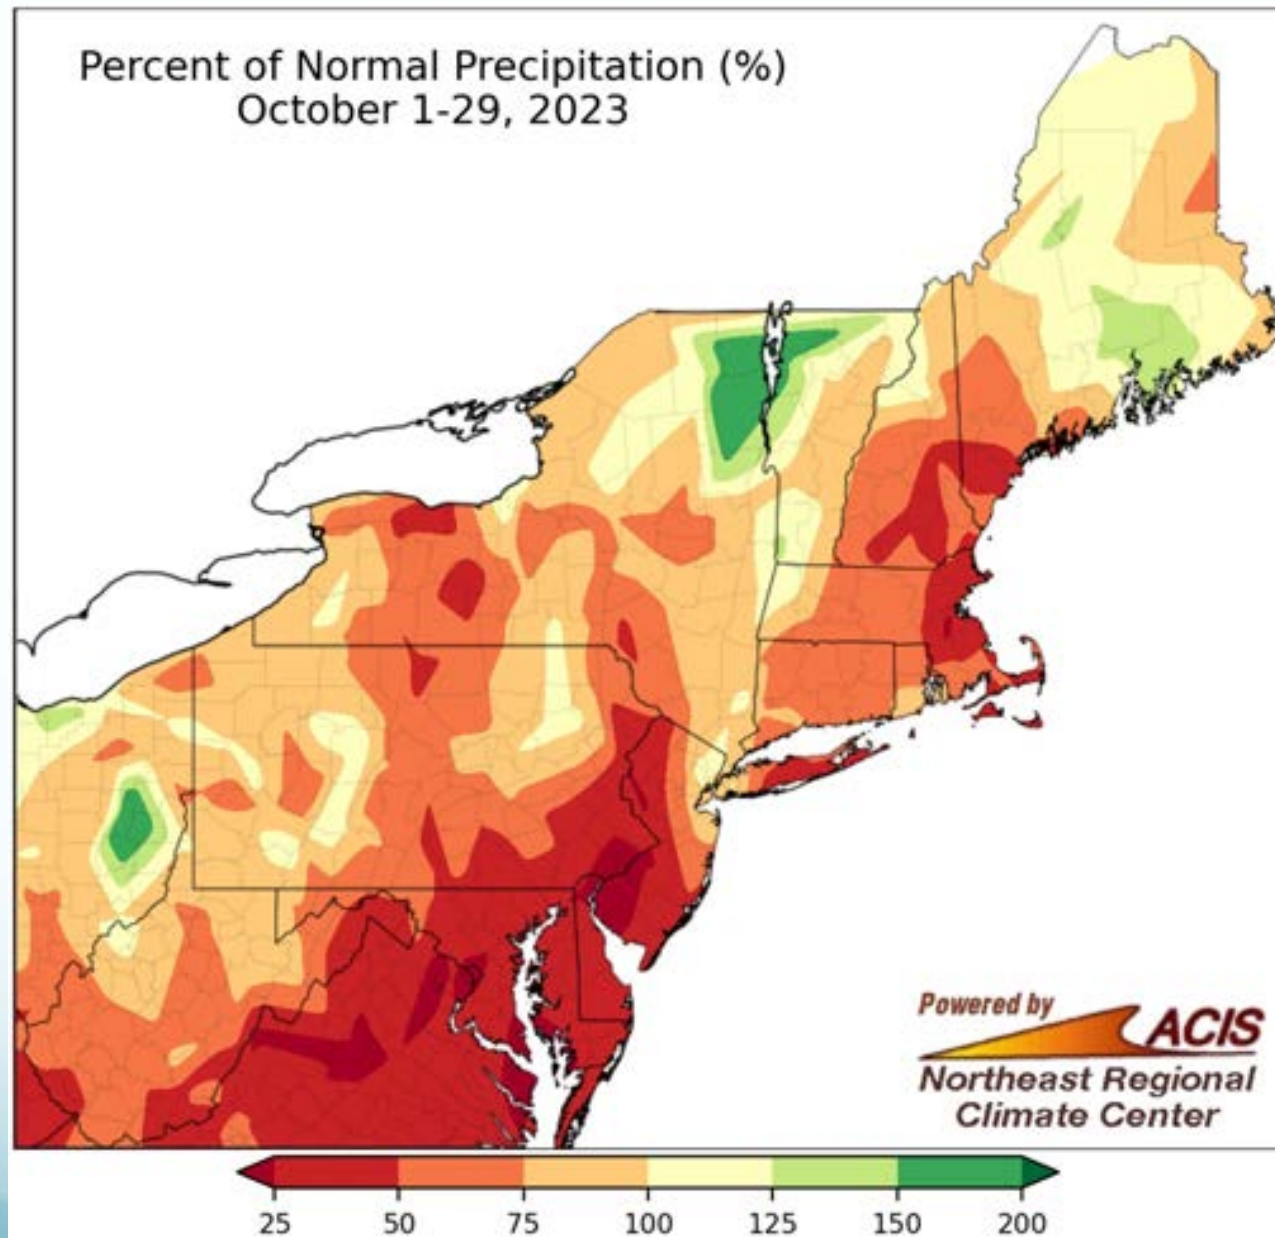 Percent of Normal Precipitation (%)
October 1-29, 2023
Powered by
ACIS
Northeast Regional
Climate Center
25 50 75 100 125 150 200